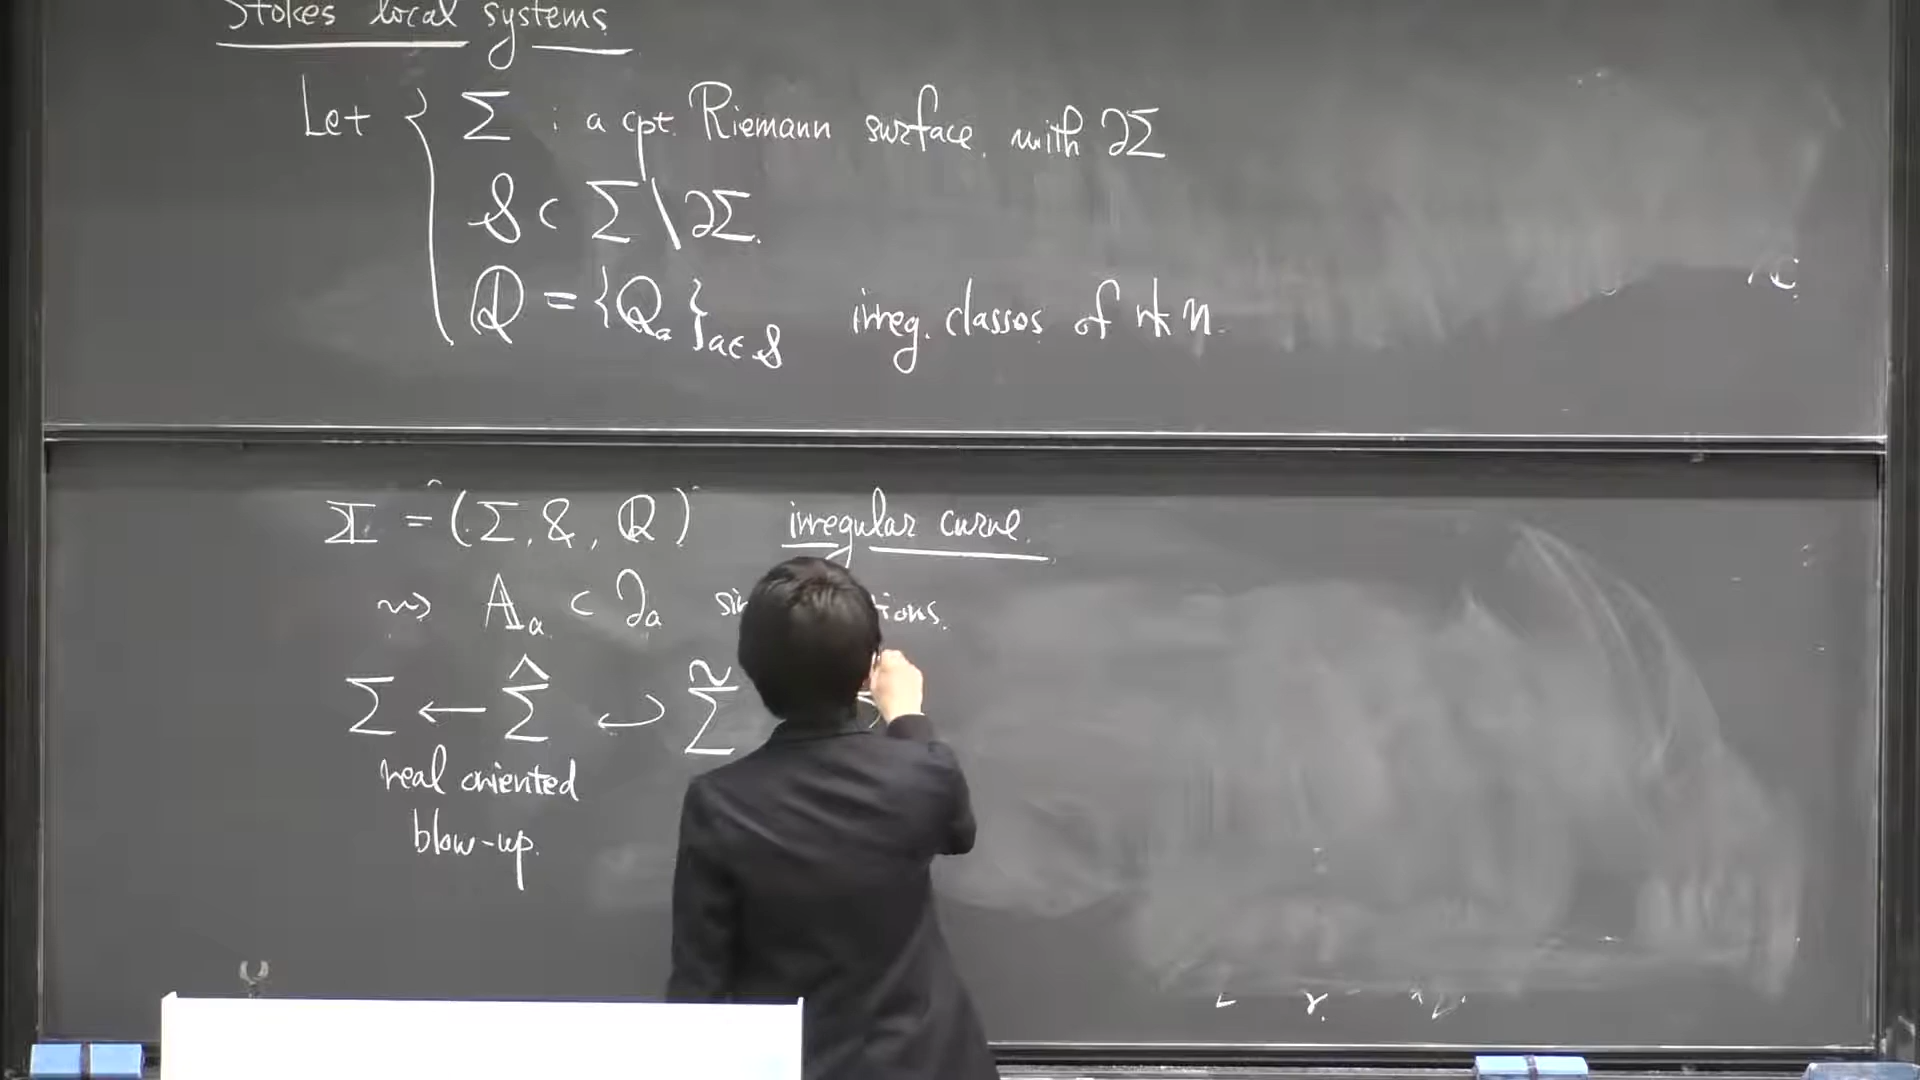 Stokes local systems
Let { Σ : a cpt. Riemann surface. with ∂Σ
𝒮 ⊂ Σ \ ∂Σ.
ℚ = {Q_a}_{a∈𝒮} irreg. classos of rk n.
𝚺 = (Σ, 𝒮, ℚ) irregular curve.
⇝ 𝔸_a ⊂ ∂_a
Σ ← Σ̂ ↩ Σ̃
real oriented
blow-up.